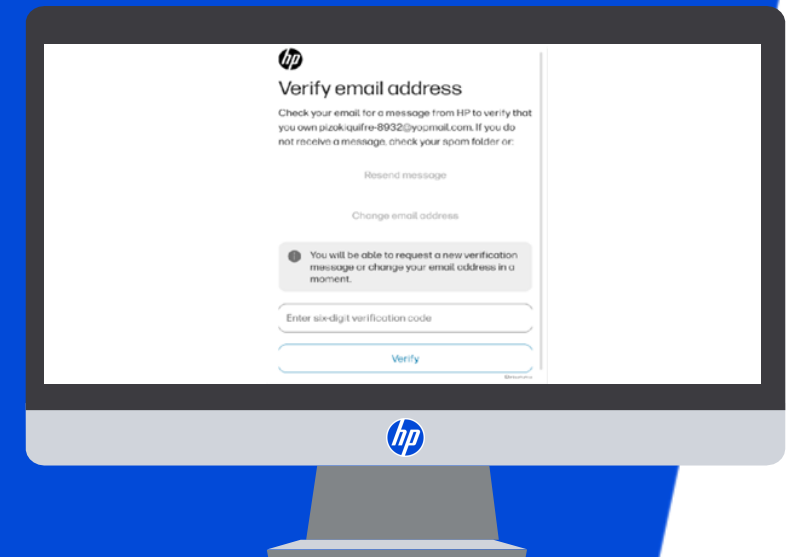 hp
Verify email address
Check your email for a message from HP to verify that
you own pizokiquifre-8932@yopmail.com. If you do
not receive a message, check your spam folder or:
Resend message
Change email address
You will be able to request a new verification
message or change your email address in a
moment.
Enter six-digit verification code
Verify
hp